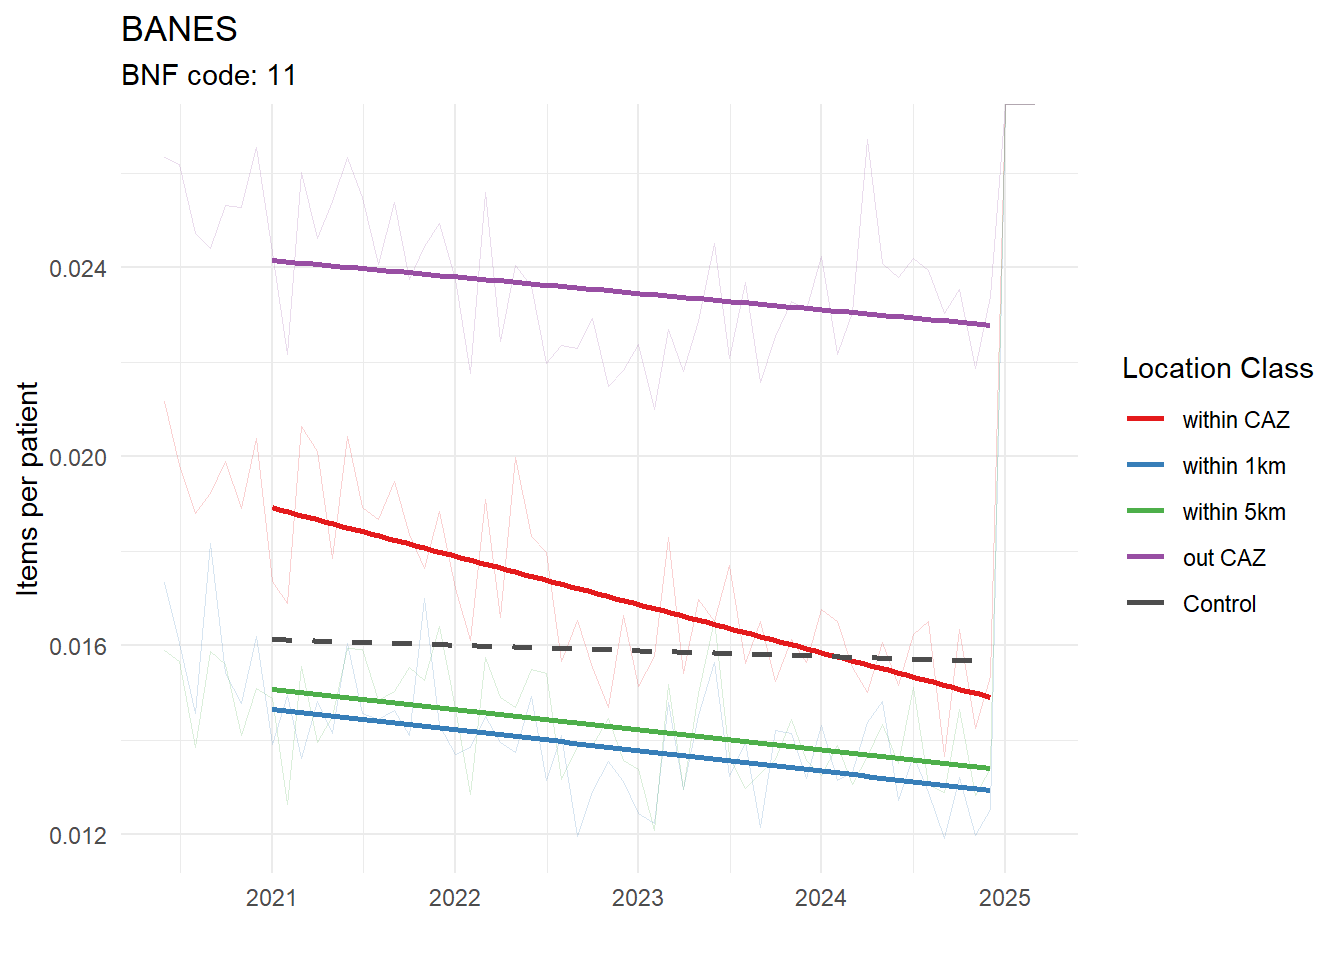 BANES
BNF code: 11
Items per patient
0.024
0.020
0.016
0.012
2021
2022
2023
2024
2025
Location Class
within CAZ
within 1km
within 5km
out CAZ
Control